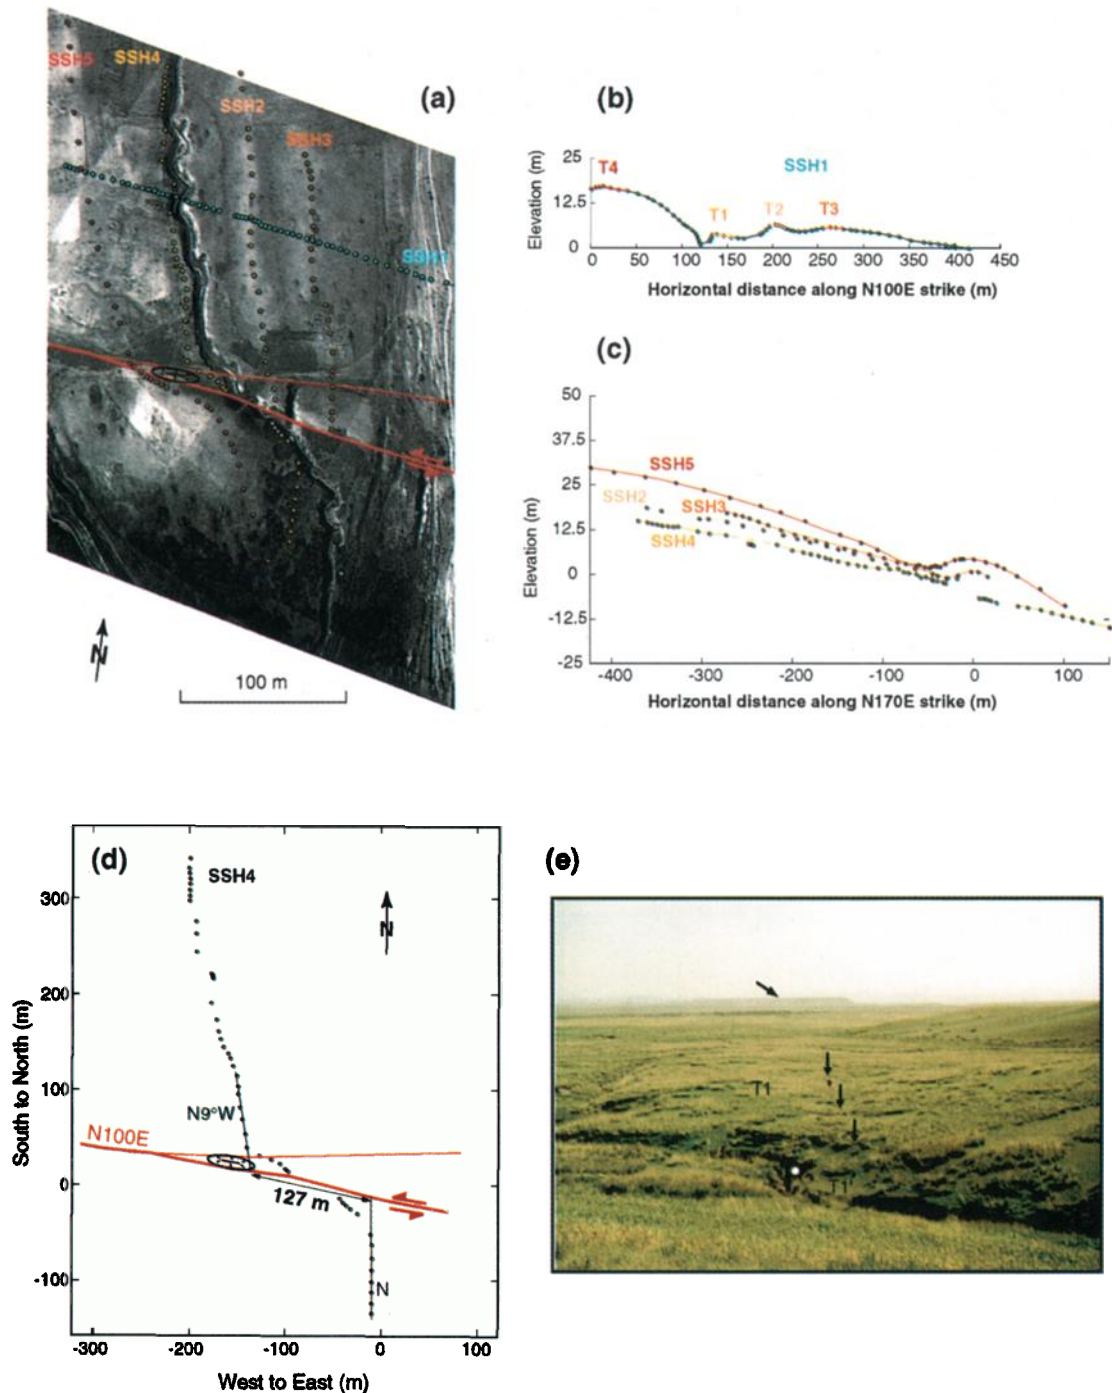 (a)
SSH5
SSH4
SSH2
SSH3
SSH1
N
100 m
(b)
Elevation (m)
25
12.5
0
T4
T1
T2
T3
SSH1
0 50 100 150 200 250 300 350 400 450
Horizontal distance along N100E strike (m)
(c)
Elevation (m)
50
37.5
25
12.5
0
-12.5
-25
SSH5
SSH2
SSH3
SSH4
-400 -300 -200 -100 0 100
Horizontal distance along N170E strike (m)
(d)
SSH4
N
South to North (m)
300
200
100
0
-100
N9°W
N100E
127 m
N
-300 -200 -100 0 100
West to East (m)
(e)
T1
T1'